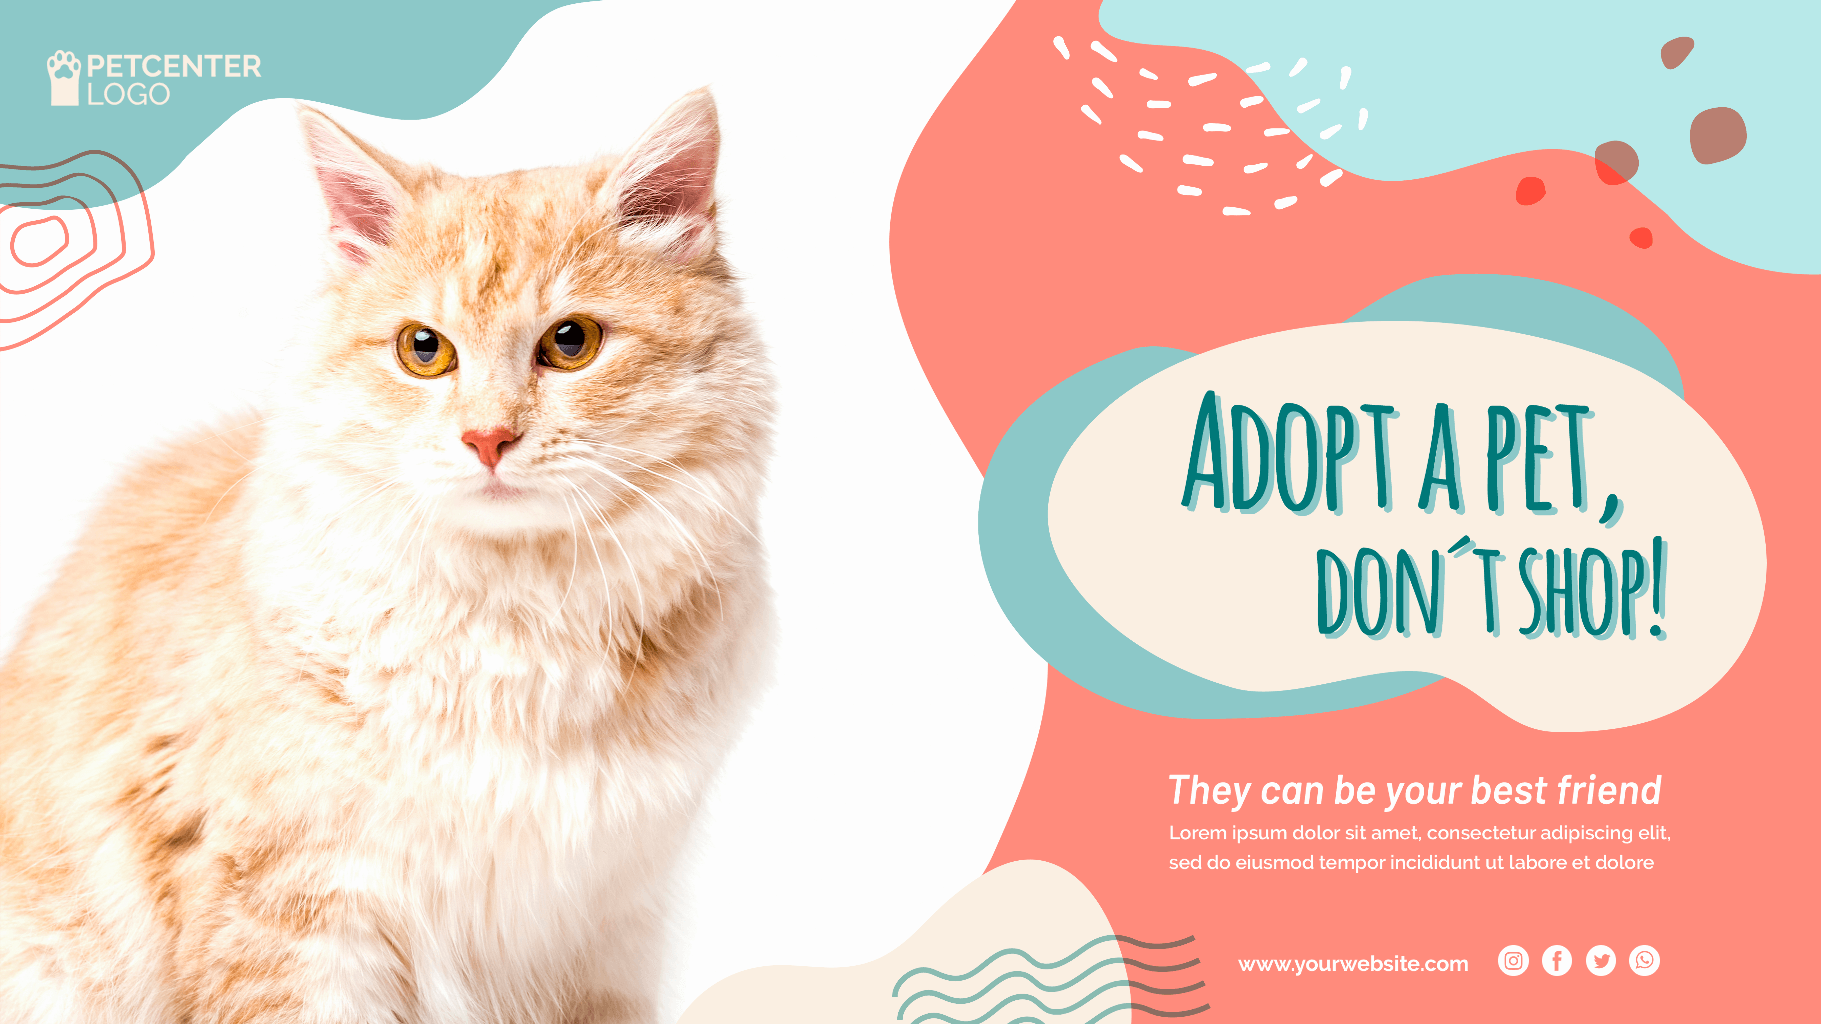 PETCENTER
LOGO
ADOPT A PET,
DON´T SHOP!
They can be your best friend
Lorem ipsum dolor sit amet, consectetur adipiscing elit,
sed do eiusmod tempor incididunt ut labore et dolore
www.yourwebsite.com